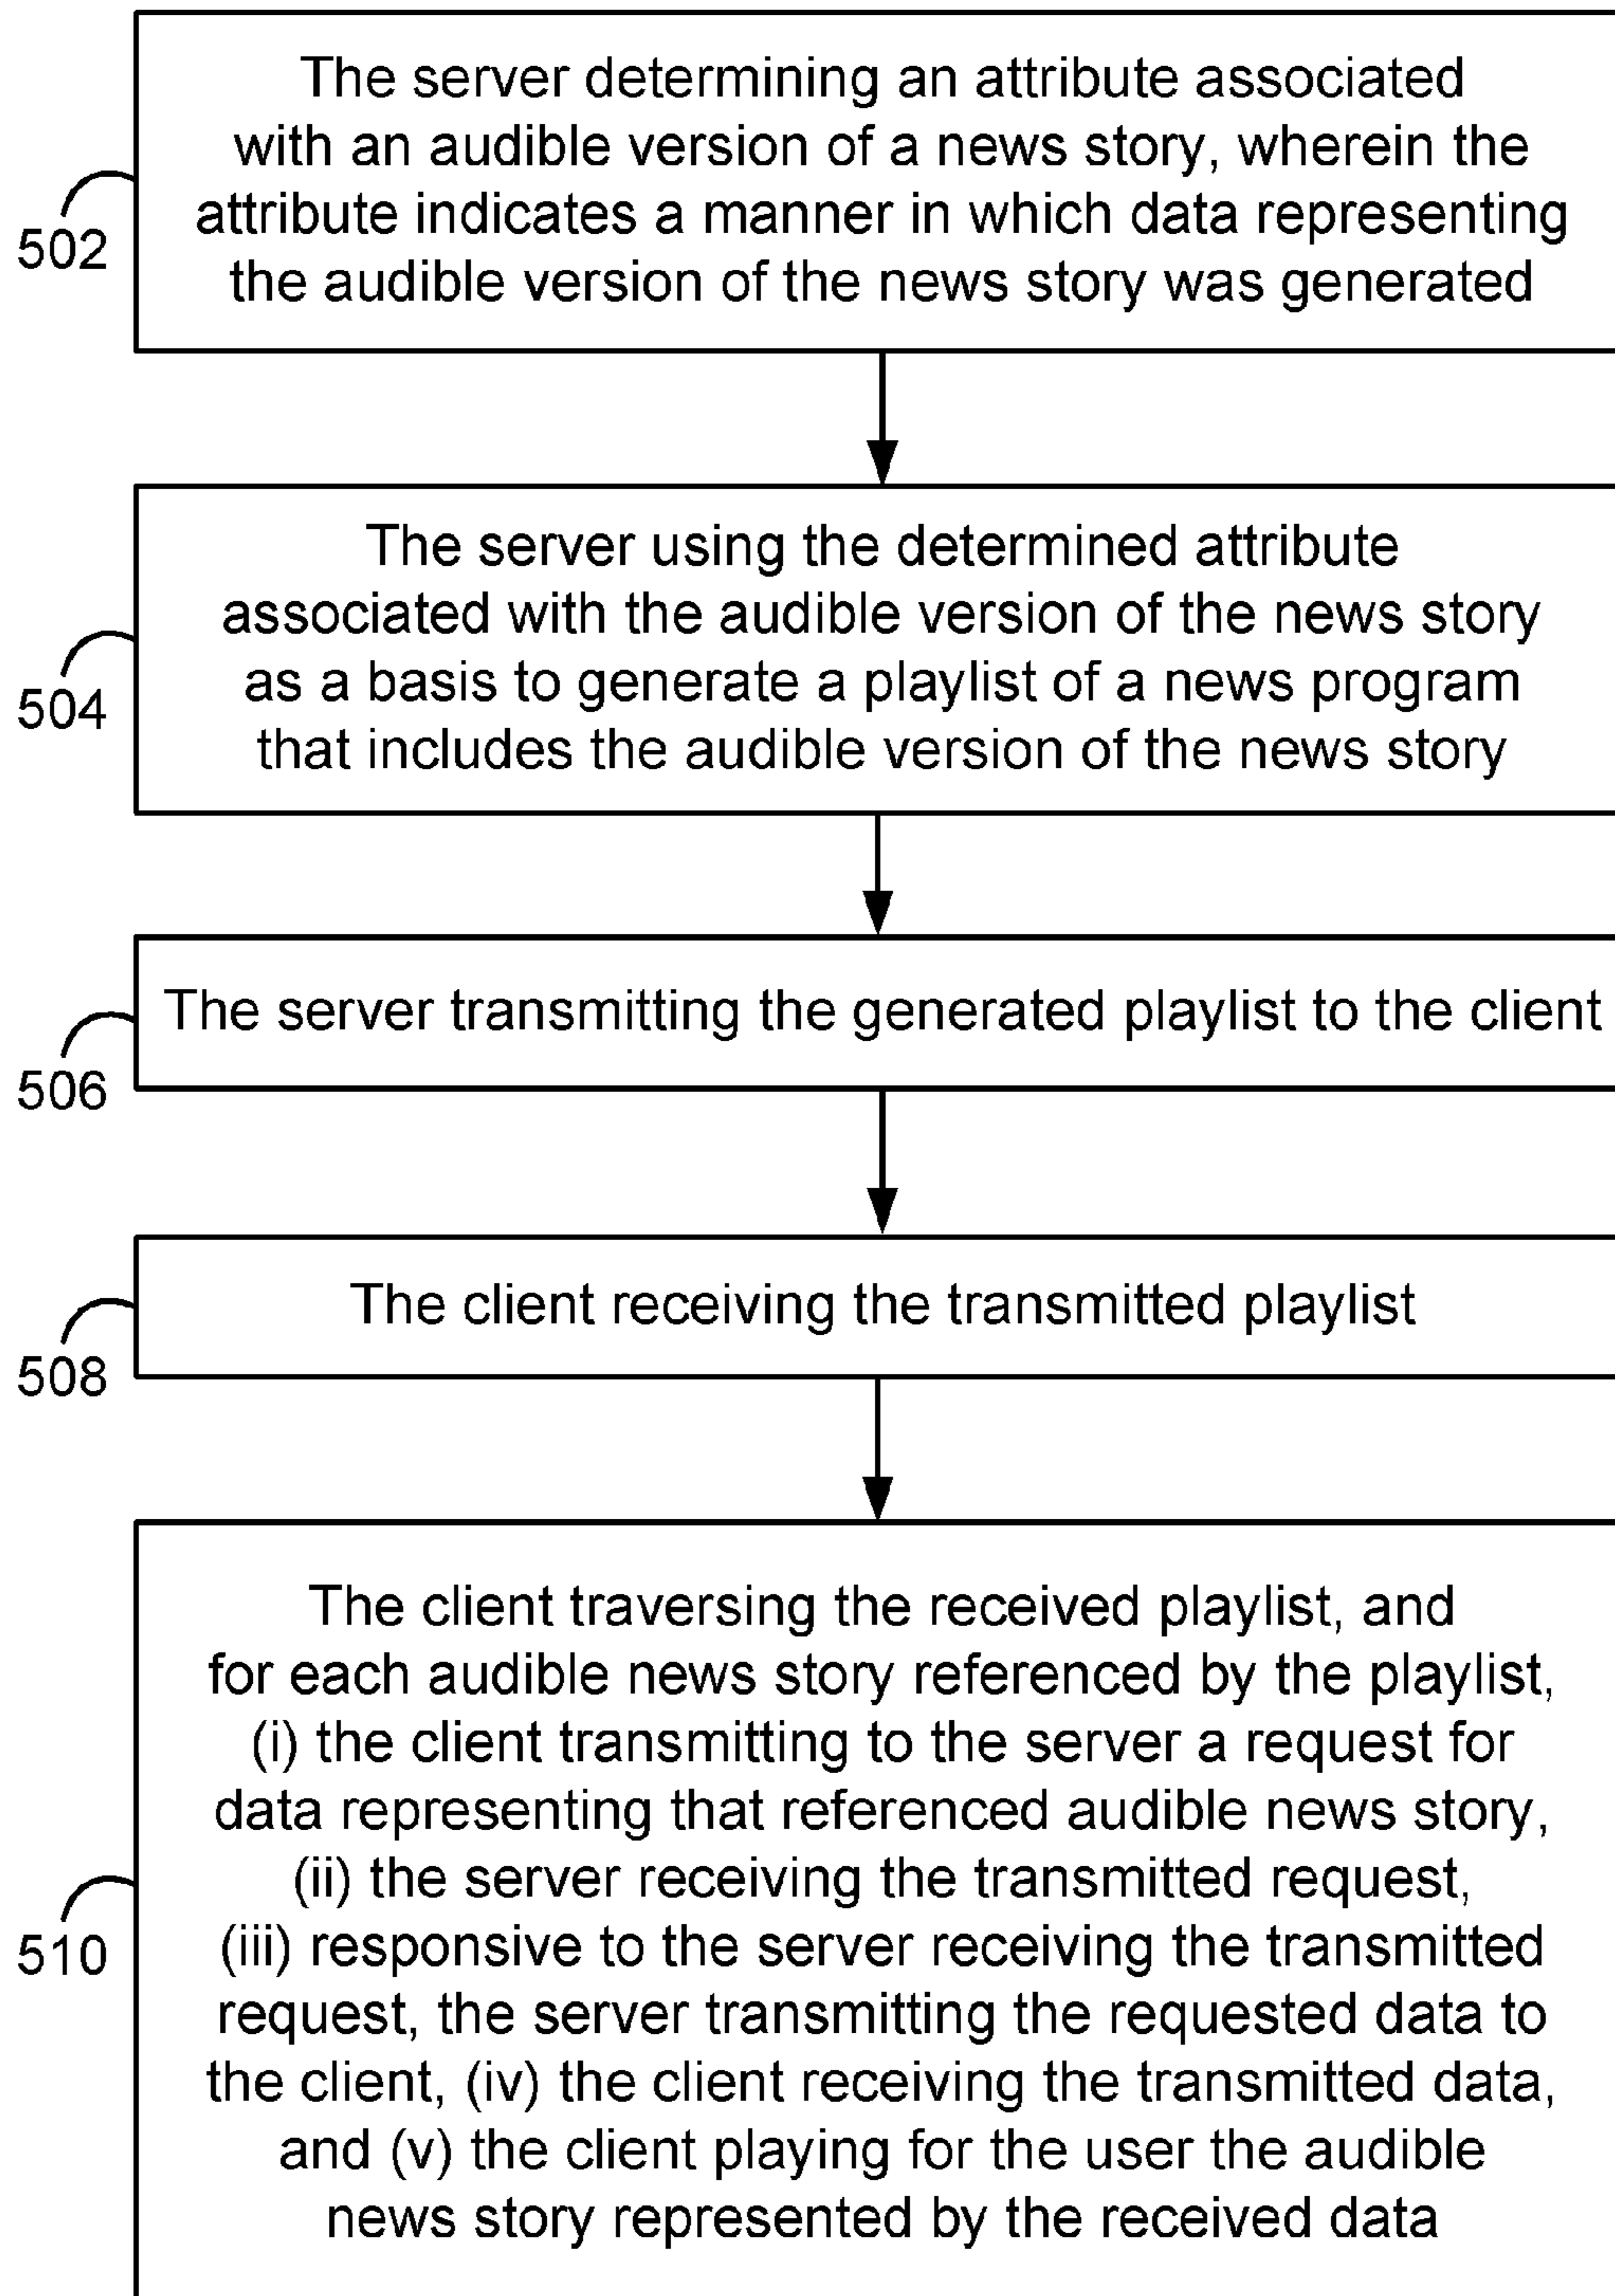 The server determining an attribute associated
with an audible version of a news story, wherein the
attribute indicates a manner in which data representing
the audible version of the news story was generated
502
The server using the determined attribute
associated with the audible version of the news story
as a basis to generate a playlist of a news program
that includes the audible version of the news story
504
The server transmitting the generated playlist to the client
506
The client receiving the transmitted playlist
508
The client traversing the received playlist, and
for each audible news story referenced by the playlist,
(i) the client transmitting to the server a request for
data representing that referenced audible news story,
(ii) the server receiving the transmitted request,
(iii) responsive to the server receiving the transmitted
request, the server transmitting the requested data to
the client, (iv) the client receiving the transmitted data,
and (v) the client playing for the user the audible
news story represented by the received data
510